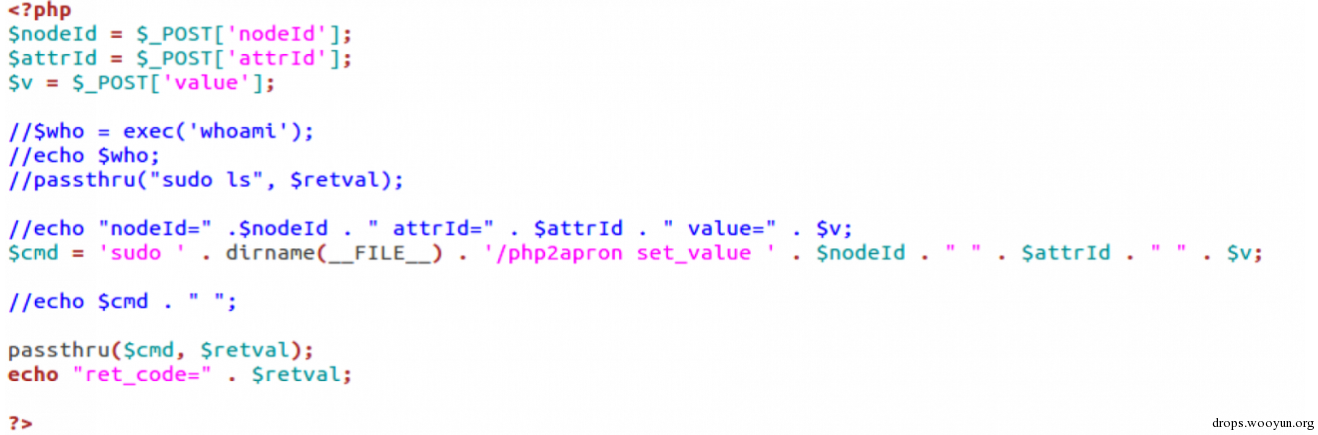 <?php
$nodeId = $_POST['nodeId'];
$attrId = $_POST['attrId'];
$v = $_POST['value'];
//$who = exec('whoami');
//echo $who;
//passthru("sudo ls", $retval);
//echo "nodeId=" .$nodeId . " attrId=" . $attrId . " value=" . $v;
$cmd = 'sudo ' . dirname(__FILE__) . '/php2apron set_value ' . $nodeId . " " . $attrId . " " . $v;
//echo $cmd . " ";
passthru($cmd, $retval);
echo "ret_code=" . $retval;
?>
drops.wooyun.org